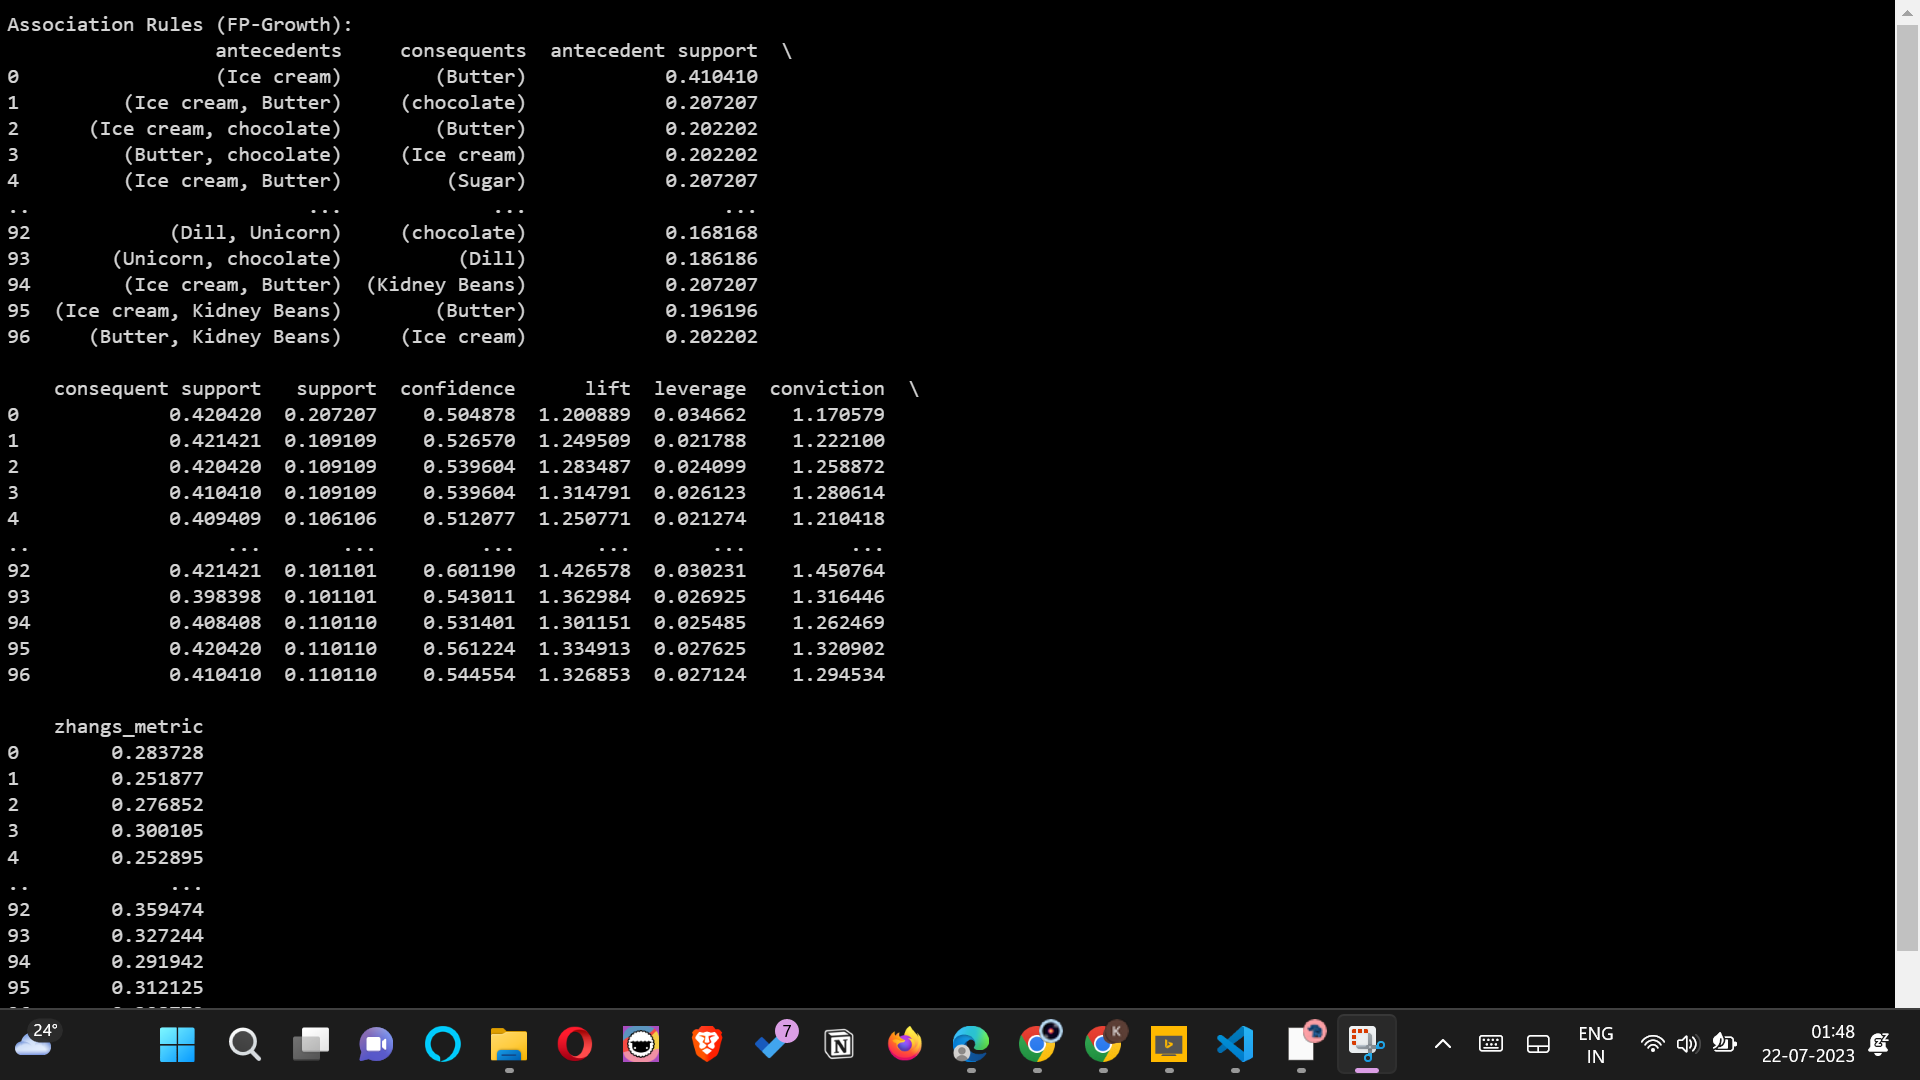 Association Rules (FP-Growth):
antecedents consequents antecedent support \
0 (Ice cream) (Butter) 0.410410
1 (Ice cream, Butter) (chocolate) 0.207207
2 (Ice cream, chocolate) (Butter) 0.202202
3 (Butter, chocolate) (Ice cream) 0.202202
4 (Ice cream, Butter) (Sugar) 0.207207
.. ... ... ...
92 (Dill, Unicorn) (chocolate) 0.168168
93 (Unicorn, chocolate) (Dill) 0.186186
94 (Ice cream, Butter) (Kidney Beans) 0.207207
95 (Ice cream, Kidney Beans) (Butter) 0.196196
96 (Butter, Kidney Beans) (Ice cream) 0.202202
consequent support support confidence lift leverage conviction \
0 0.420420 0.207207 0.504878 1.200889 0.034662 1.170579
1 0.421421 0.109109 0.526570 1.249509 0.021788 1.222100
2 0.420420 0.109109 0.539604 1.283487 0.024099 1.258872
3 0.410410 0.109109 0.539604 1.314791 0.026123 1.280614
4 0.409409 0.106106 0.512077 1.250771 0.021274 1.210418
.. ... ... ... ... ... ...
92 0.421421 0.101101 0.601190 1.426578 0.030231 1.450764
93 0.398398 0.101101 0.543011 1.362984 0.026925 1.316446
94 0.408408 0.110110 0.531401 1.301151 0.025485 1.262469
95 0.420420 0.110110 0.561224 1.334913 0.027625 1.320902
96 0.410410 0.110110 0.544554 1.326853 0.027124 1.294534
zhangs_metric
0 0.283728
1 0.251877
2 0.276852
3 0.300105
4 0.252895
.. ...
92 0.359474
93 0.327244
94 0.291942
95 0.312125
24°
7
K
ENG
IN
01:48
22-07-2023